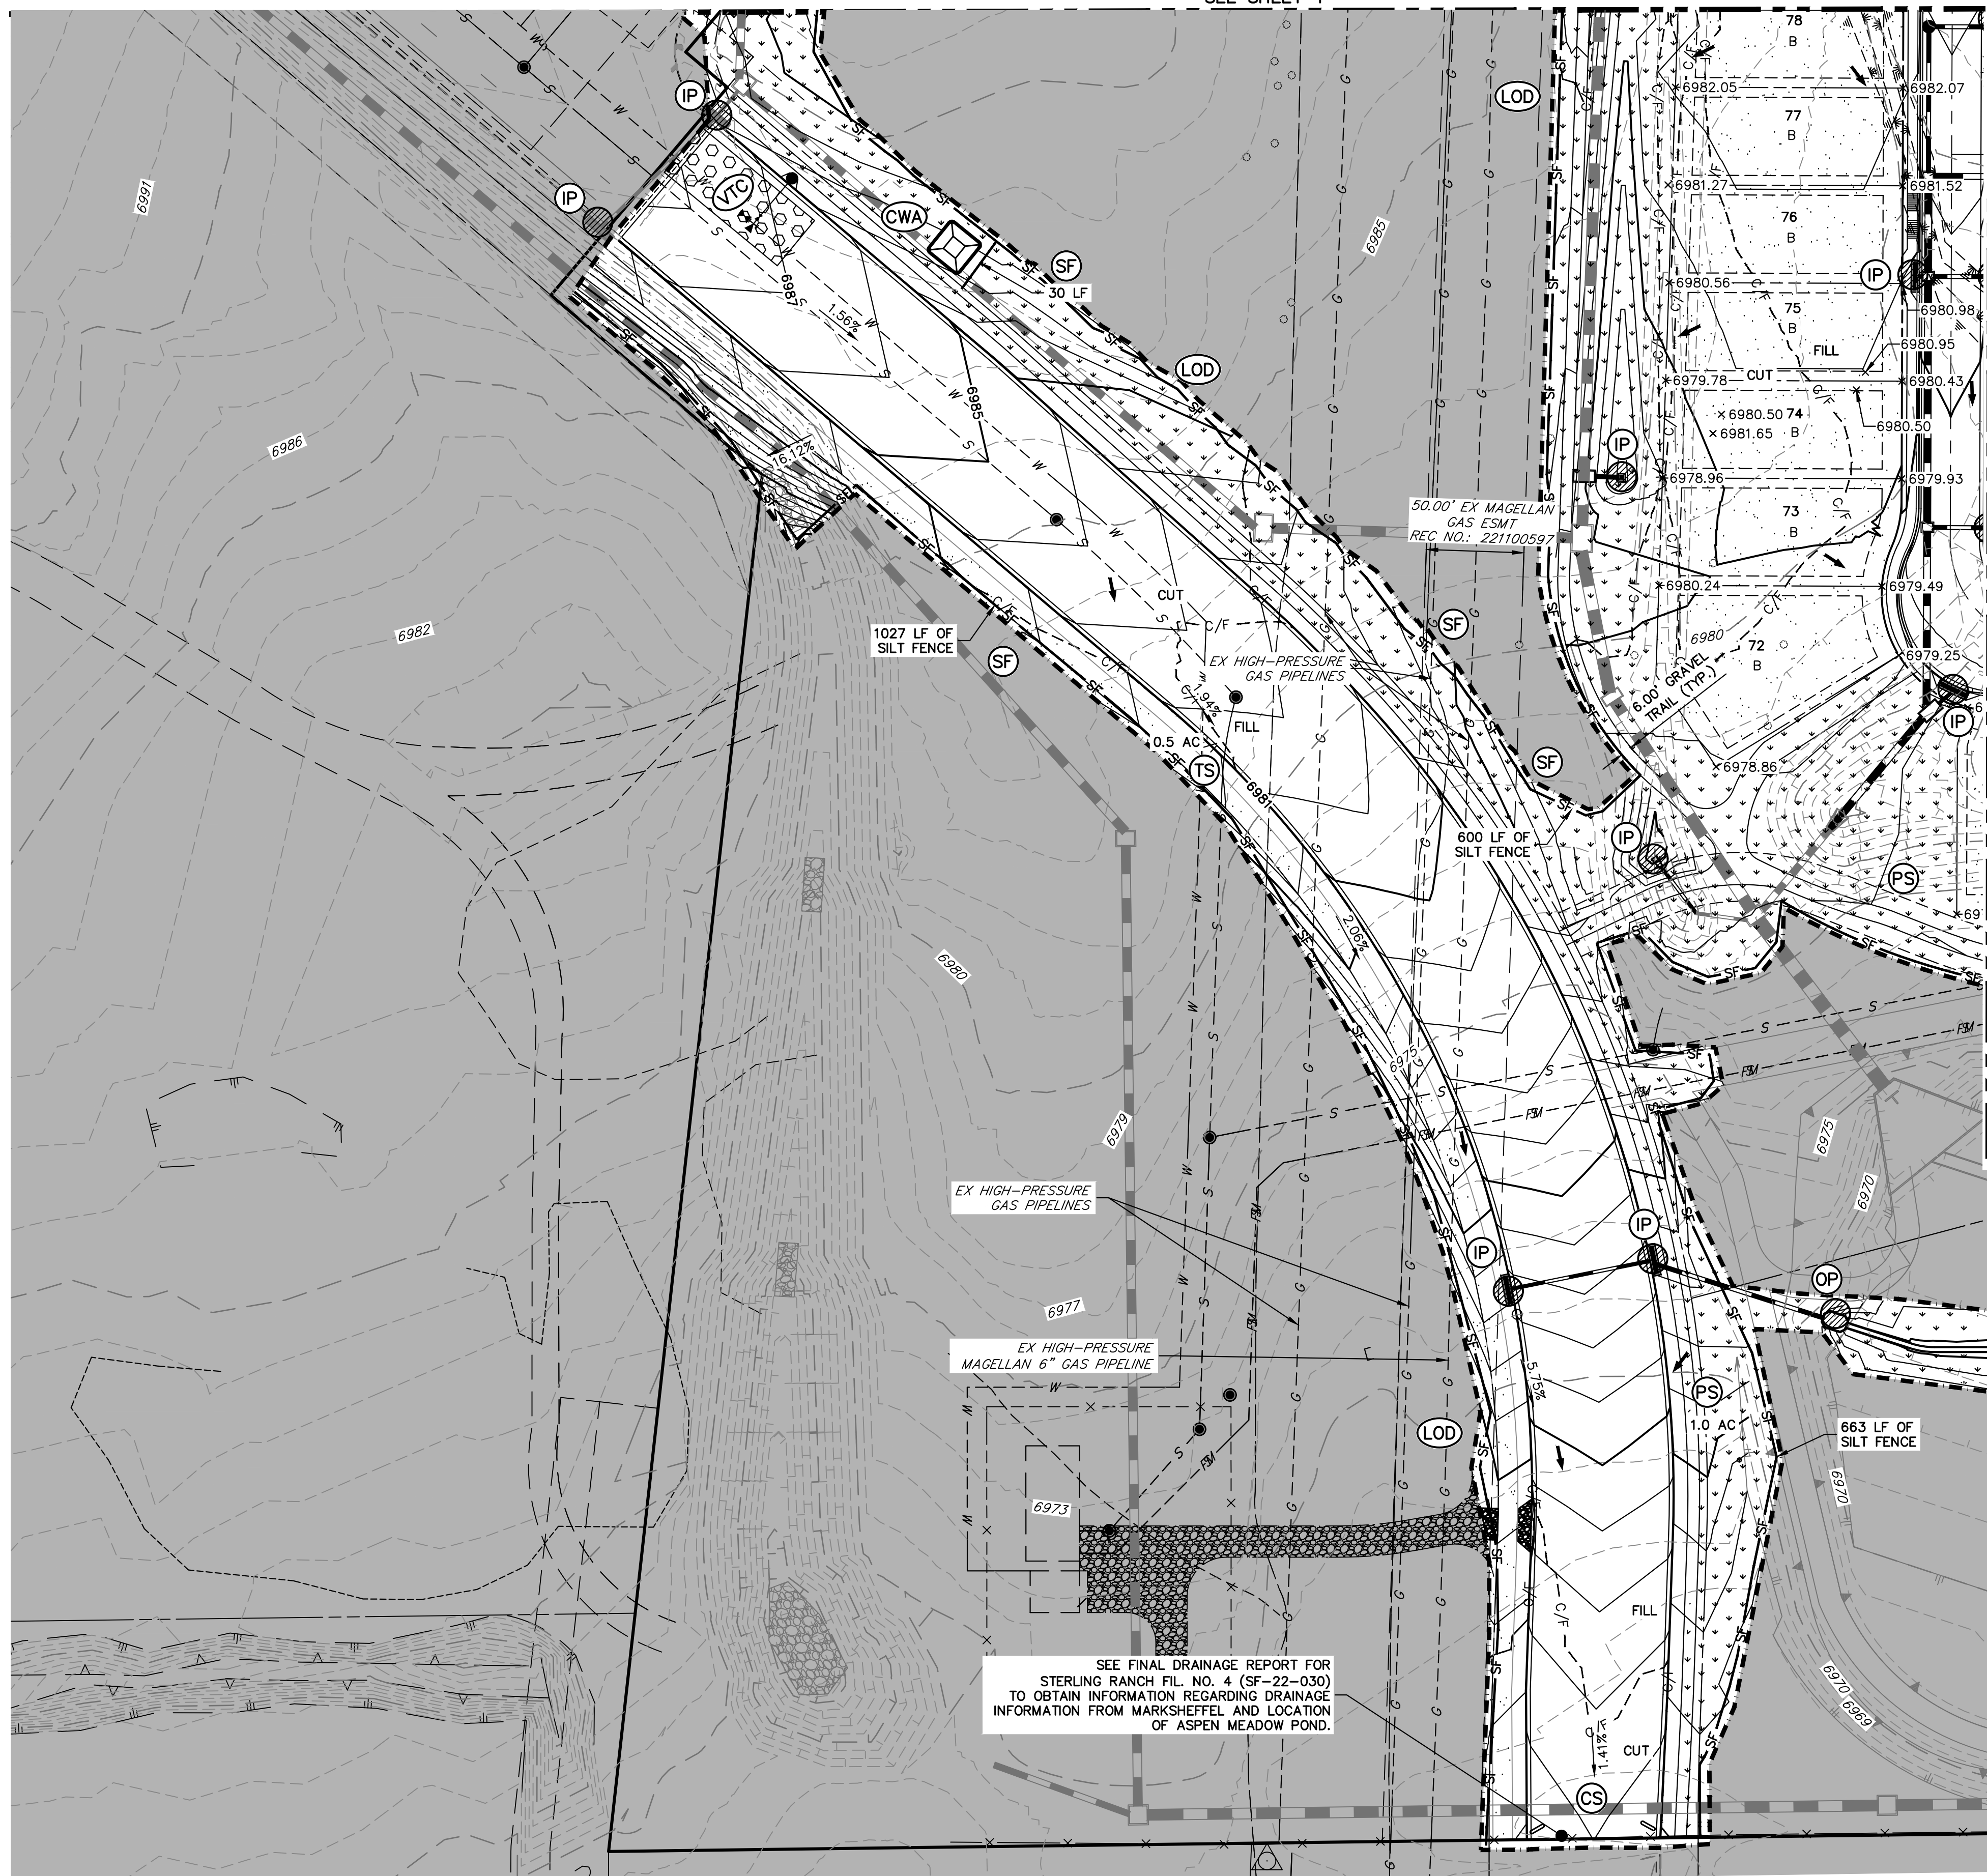 SEE SHEET 1
78
B
6982.05
6982.07
77
B
6981.27
6981.52
76
B
6980.56
IP
6980.98
75
B
6980.95
FILL
CUT
6979.78
6980.43
6980.50
74
B
6981.65
6980.50
6978.96
6979.93
73
B
6980.24
6979.49
6980
72
B
6979.25
6.00' GRAVEL
TRAIL (TYP.)
6978.86
IP
IP
IP
PS
LOD
C/F
IP
IP
VTC
CWA
SF
30 LF
LOD
6991
6985
6987
1.56%
6985
6986
16.12%
6982
50.00' EX MAGELLAN
GAS ESMT
REC NO.: 221100597
CUT
C/F
1027 LF OF
SILT FENCE
SF
EX HIGH-PRESSURE
GAS PIPELINES
SF
1.94%
FILL
0.5 AC
TS
6981
SF
600 LF OF
SILT FENCE
2.06%
6980
6975
6979
S
FSM
6975
6970
EX HIGH-PRESSURE
GAS PIPELINES
IP
IP
OP
6977
EX HIGH-PRESSURE
MAGELLAN 6" GAS PIPELINE
5.75%
PS
1.0 AC
LOD
663 LF OF
SILT FENCE
6970
6973
C/F
FILL
SEE FINAL DRAINAGE REPORT FOR
STERLING RANCH FIL. NO. 4 (SF-22-030)
TO OBTAIN INFORMATION REGARDING DRAINAGE
INFORMATION FROM MARKSHEFFEL AND LOCATION
OF ASPEN MEADOW POND.
6970
6969
1.41%
CUT
CS